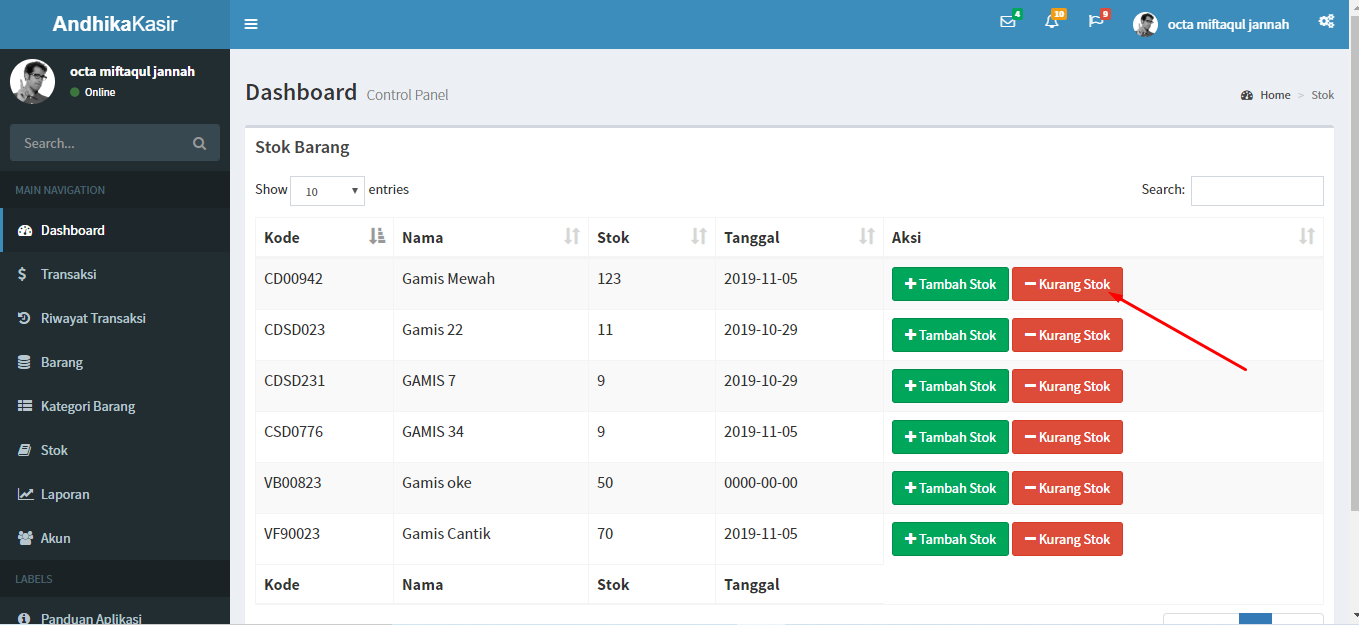 AndhikaKasir
4 10 9 octa miftaqul jannah
octa miftaqul jannah
Online
Search...
MAIN NAVIGATION
Dashboard
Transaksi
Riwayat Transaksi
Barang
Kategori Barang
Stok
Laporan
Akun
LABELS
Panduan Aplikasi
Dashboard Control Panel
Home > Stok
Stok Barang
Show 10 entries
Search:
Kode Nama Stok Tanggal Aksi
CD00942 Gamis Mewah 123 2019-11-05 Tambah Stok Kurang Stok
CDSD023 Gamis 22 11 2019-10-29 Tambah Stok Kurang Stok
CDSD231 GAMIS 7 9 2019-10-29 Tambah Stok Kurang Stok
CSD0776 GAMIS 34 9 2019-11-05 Tambah Stok Kurang Stok
VB00823 Gamis oke 50 0000-00-00 Tambah Stok Kurang Stok
VF90023 Gamis Cantik 70 2019-11-05 Tambah Stok Kurang Stok
Kode Nama Stok Tanggal